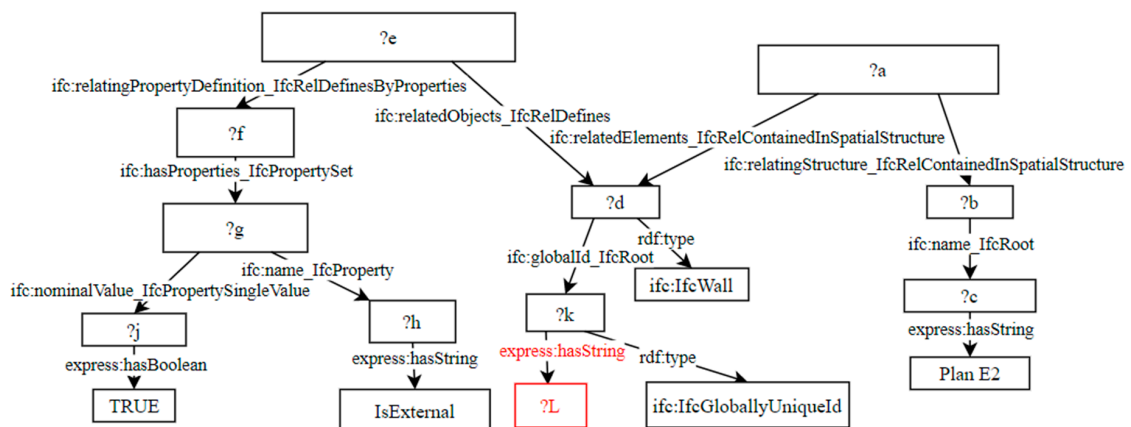 ?e
?a
ifc:relatingPropertyDefinition_IfcRelDefinesByProperties
ifc:relatedObjects_IfcRelDefines
?f
ifc:relatedElements_IfcRelContainedInSpatialStructure
ifc:hasProperties_IfcPropertySet
ifc:relatingStructure_IfcRelContainedInSpatialStructure
?d
?b
?g
rdf:type
ifc:name_IfcRoot
ifc:globalId_IfcRoot
ifc:name_IfcProperty
ifc:IfcWall
ifc:nominalValue_IfcPropertySingleValue
?c
?k
?j
?h
express:hasString
express:hasString
rdf:type
express:hasBoolean
express:hasString
Plan E2
TRUE
IsExternal
?L
ifc:IfcGloballyUniqueId